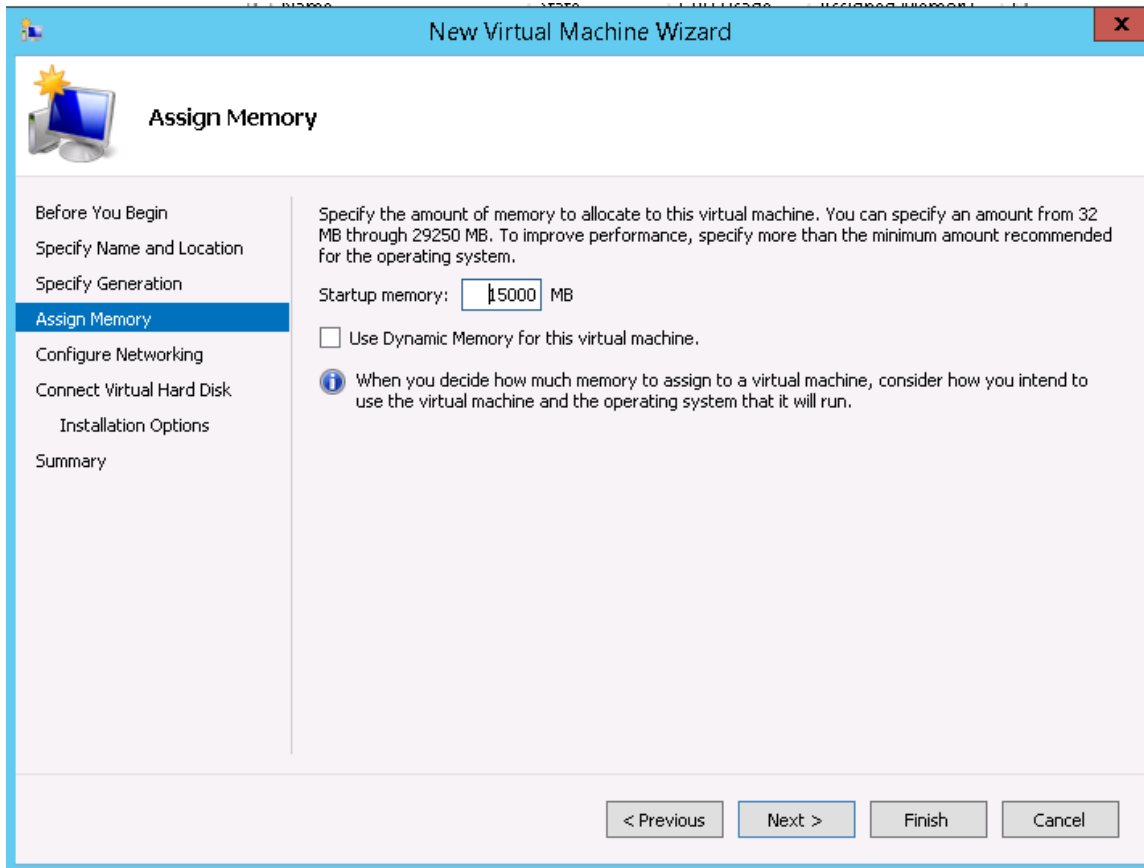 New Virtual Machine Wizard
x
Assign Memory
Before You Begin
Specify Name and Location
Specify Generation
Assign Memory
Configure Networking
Connect Virtual Hard Disk
Installation Options
Summary
Specify the amount of memory to allocate to this virtual machine. You can specify an amount from 32
MB through 29250 MB. To improve performance, specify more than the minimum amount recommended
for the operating system.
Startup memory: 15000 MB
Use Dynamic Memory for this virtual machine.
When you decide how much memory to assign to a virtual machine, consider how you intend to
use the virtual machine and the operating system that it will run.
< Previous
Next >
Finish
Cancel